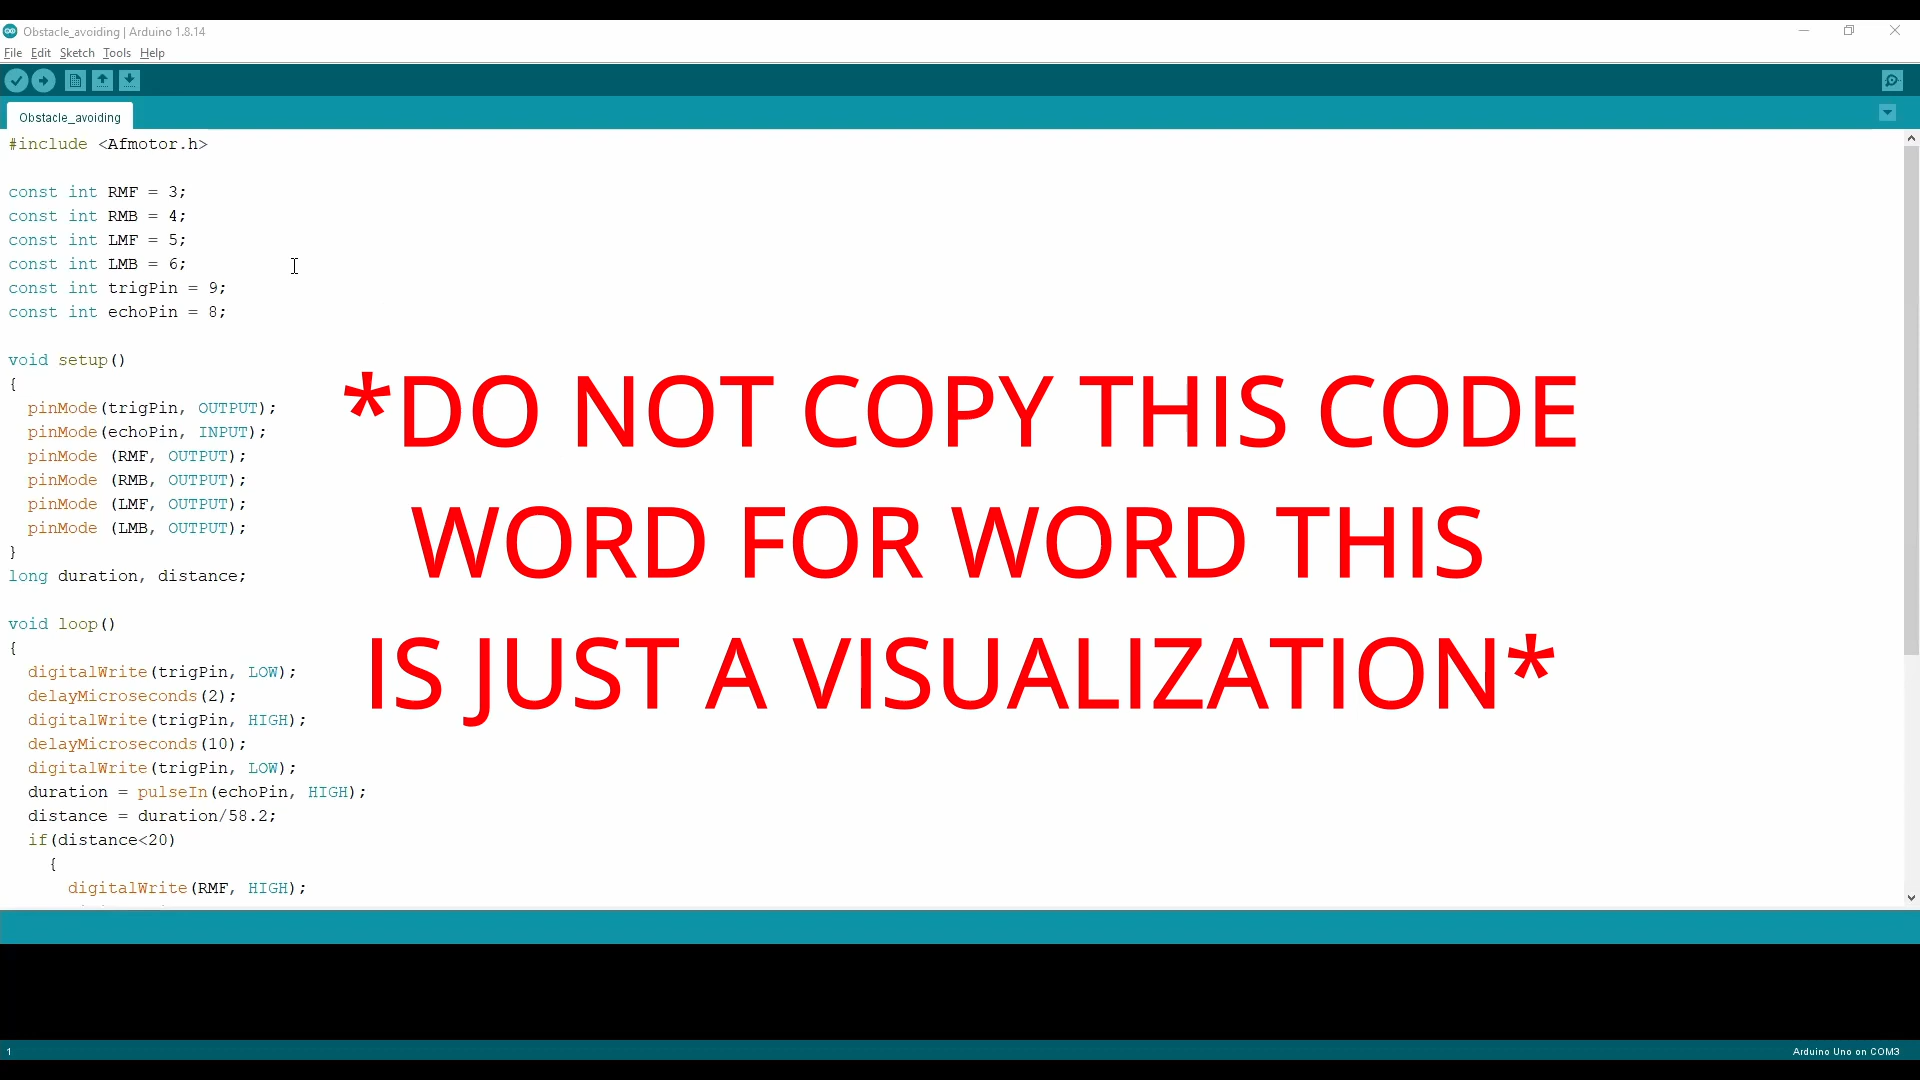 Obstacle_avoiding | Arduino 1.8.14
File Edit Sketch Tools Help
Obstacle_avoiding
#include <Afmotor.h>
const int RMF = 3;
const int RMB = 4;
const int LMF = 5;
const int LMB = 6;
const int trigPin = 9;
const int echoPin = 8;
void setup()
{
pinMode(trigPin, OUTPUT);
pinMode(echoPin, INPUT);
pinMode (RMF, OUTPUT);
pinMode (RMB, OUTPUT);
pinMode (LMF, OUTPUT);
pinMode (LMB, OUTPUT);
}
long duration, distance;
void loop()
{
digitalWrite(trigPin, LOW);
delayMicroseconds(2);
digitalWrite(trigPin, HIGH);
delayMicroseconds(10);
digitalWrite(trigPin, LOW);
duration = pulseIn(echoPin, HIGH);
distance = duration/58.2;
if(distance<20)
{
digitalWrite(RMF, HIGH);
*DO NOT COPY THIS CODE
WORD FOR WORD THIS
IS JUST A VISUALIZATION*
1
Arduino Uno on COM3